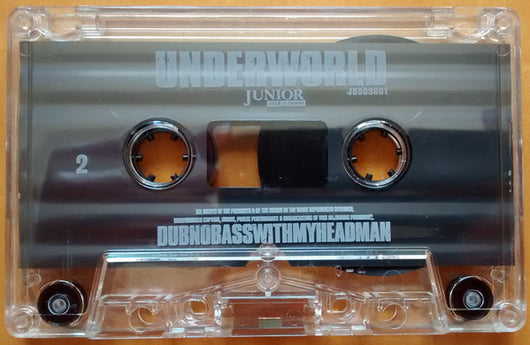 UNDERWORLD
JUNIOR
JBOCS001
2
ALL RIGHTS OF THE PRODUCER & OF THE OWNER OF THE WORK REPRODUCED RESERVED.
UNAUTHORISED COPYING, HIRING, PUBLIC PERFORMANCE & BROADCASTING OF THIS RECORDING PROHIBITED.
DUBNOBASSWITHMYHEADMAN